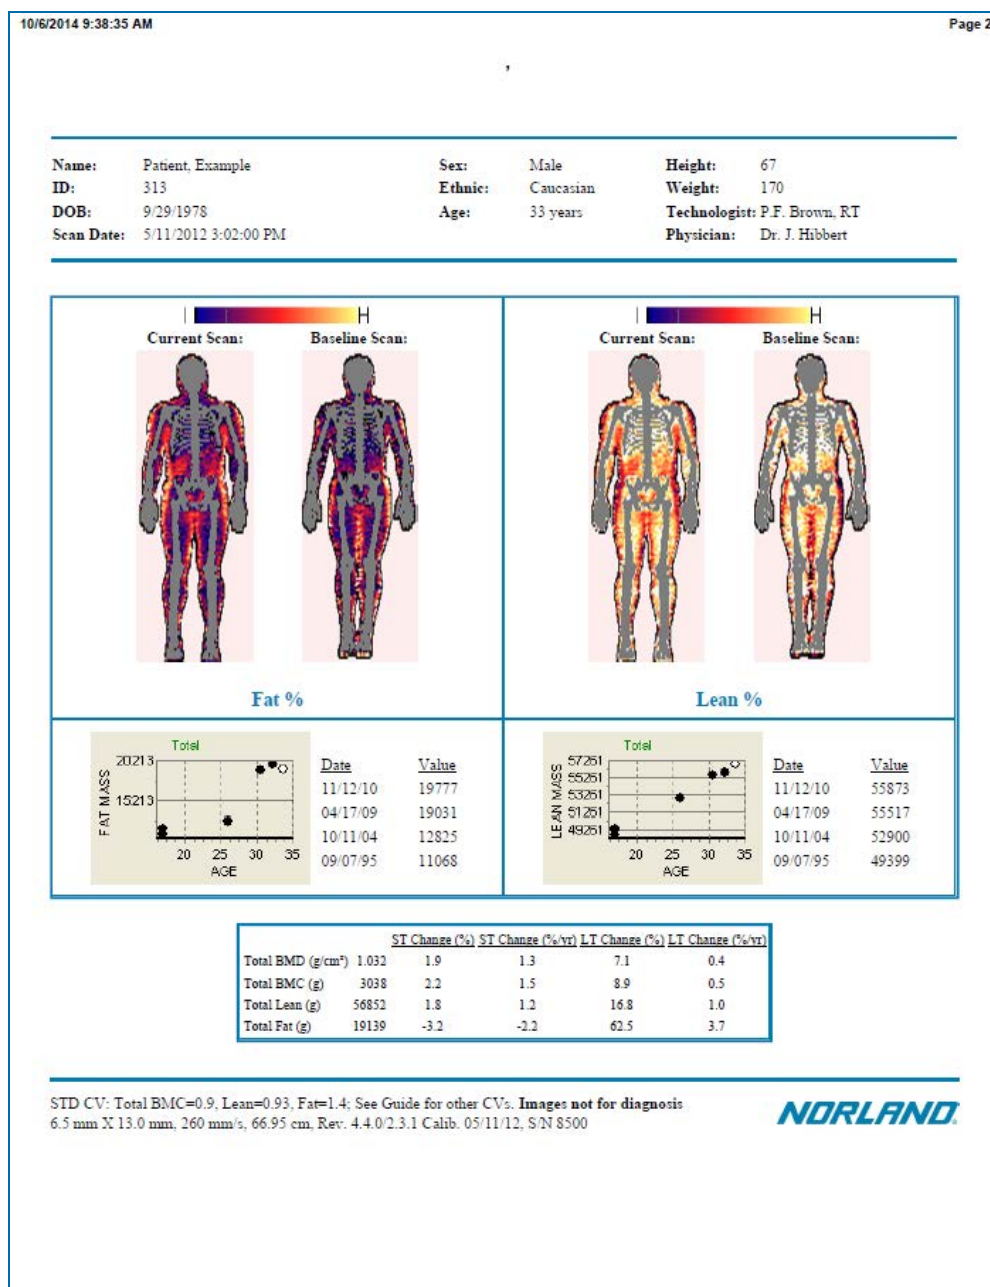 10/6/2014 9:38:35 AM Page 2
,
Name: Patient, Example Sex: Male Height: 67
ID: 313 Ethnic: Caucasian Weight: 170
DOB: 9/29/1978 Age: 33 years Technologist: P.F. Brown, RT
Scan Date: 5/11/2012 3:02:00 PM Physician: Dr. J. Hibbert
H
Current Scan: Baseline Scan:
Fat %
H
Current Scan: Baseline Scan:
Lean %
Total
FAT MASS
20213
15213
20 25 30 35
AGE
Date Value
11/12/10 19777
04/17/09 19031
10/11/04 12825
09/07/95 11068
Total
LEAN MASS
57261
55261
53261
51261
49261
20 25 30 35
AGE
Date Value
11/12/10 55873
04/17/09 55517
10/11/04 52900
09/07/95 49399
ST Change (%) ST Change (%/yr) LT Change (%) LT Change (%/yr)
Total BMD (g/cm²) 1.032 1.9 1.3 7.1 0.4
Total BMC (g) 3038 2.2 1.5 8.9 0.5
Total Lean (g) 56852 1.8 1.2 16.8 1.0
Total Fat (g) 19139 -3.2 -2.2 62.5 3.7
STD CV: Total BMC=0.9, Lean=0.93, Fat=1.4; See Guide for other CVs. Images not for diagnosis
6.5 mm X 13.0 mm, 260 mm/s, 66.95 cm, Rev. 4.4.0/2.3.1 Calib. 05/11/12, S/N 8500
NORLAND